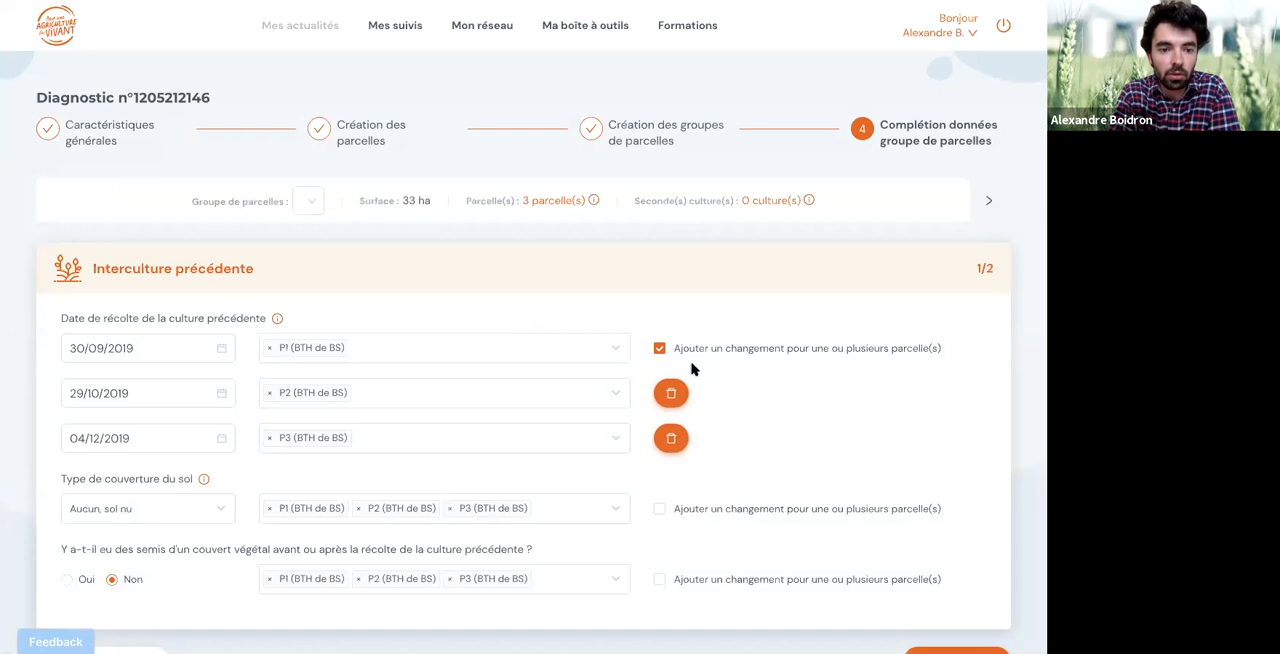 Pour une
AGRICULTURE
du VIVANT
Mes actualités
Mes suivis
Mon réseau
Ma boîte à outils
Formations
Bonjour
Alexandre B.
Alexandre Boidron
Diagnostic n°1205212146
Caractéristiques
générales
Création des
parcelles
Création des groupes
de parcelles
4
Complétion données
groupe de parcelles
Groupe de parcelles :
Surface : 33 ha
Parcelle(s) : 3 parcelle(s)
Seconde(s) culture(s) : 0 culture(s)
Interculture précédente
1/2
Date de récolte de la culture précédente
30/09/2019
× P1 (BTH de BS)
Ajouter un changement pour une ou plusieurs parcelle(s)
29/10/2019
× P2 (BTH de BS)
04/12/2019
× P3 (BTH de BS)
Type de couverture du sol
Aucun, sol nu
× P1 (BTH de BS) × P2 (BTH de BS) × P3 (BTH de BS)
Ajouter un changement pour une ou plusieurs parcelle(s)
Y a-t-il eu des semis d'un couvert végétal avant ou après la récolte de la culture précédente ?
Oui Non
× P1 (BTH de BS) × P2 (BTH de BS) × P3 (BTH de BS)
Ajouter un changement pour une ou plusieurs parcelle(s)
Feedback